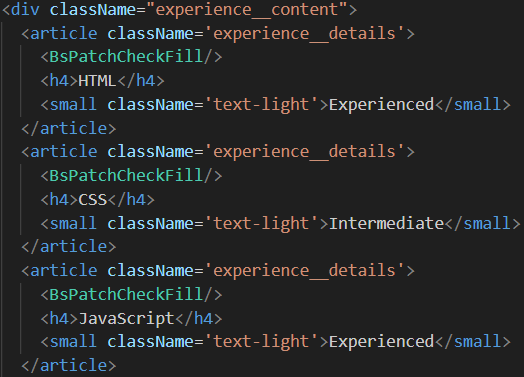 <div className="experience__content">
<article className='experience__details'>
<BsPatchCheckFill/>
<h4>HTML</h4>
<small className='text-light'>Experienced</small>
</article>
<article className='experience__details'>
<BsPatchCheckFill/>
<h4>CSS</h4>
<small className='text-light'>Intermediate</small>
</article>
<article className='experience__details'>
<BsPatchCheckFill/>
<h4>JavaScript</h4>
<small className='text-light'>Experienced</small>
</article>